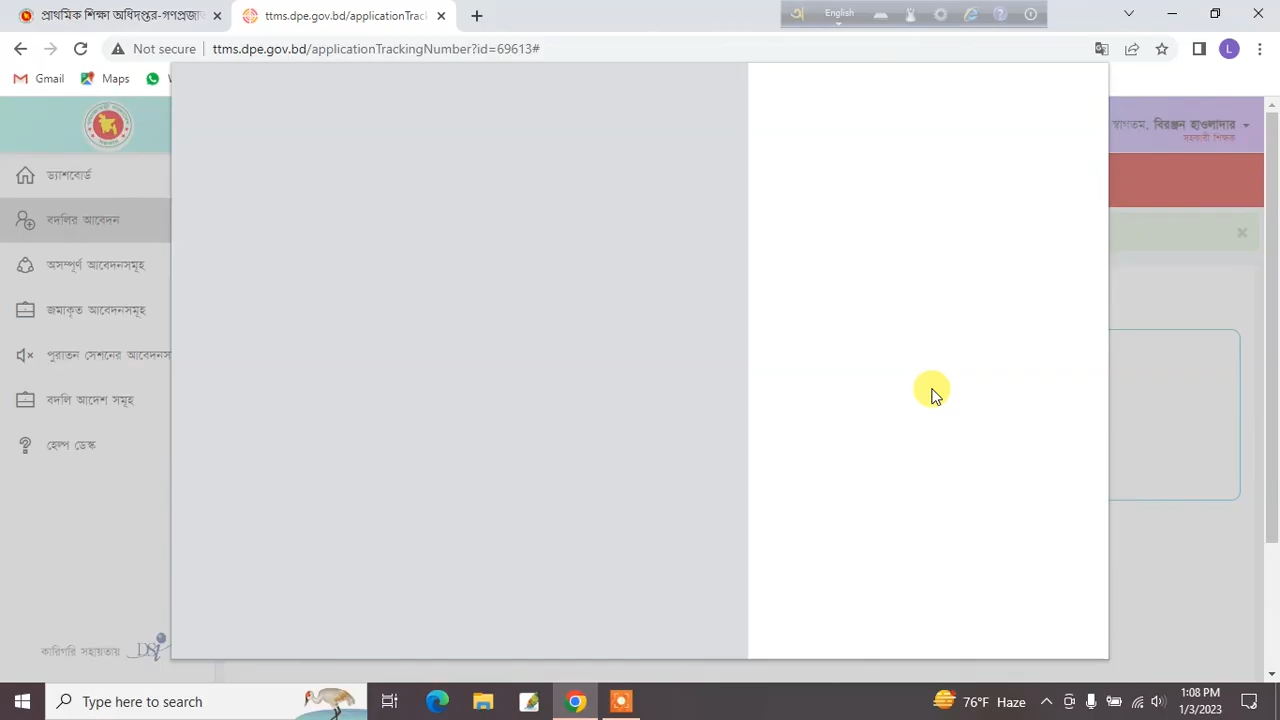 প্রাথমিক শিক্ষা অধিদপ্তর-গণপ্রজাত
ttms.dpe.gov.bd/applicationTrac
English
Not secure
ttms.dpe.gov.bd/applicationTrackingNumber?id=69613#
L
Gmail
Maps
স্বাগতম, বিরঞ্জন হাওলাদার
সহকারী শিক্ষক
ড্যাশবোর্ড
বদলির আবেদন
অসম্পূর্ণ আবেদনসমূহ
জমাকৃত আবেদনসমূহ
পুরাতন সেশনের আবেদনস
বদলি আদেশ সমূহ
হেল্প ডেস্ক
কারিগরি সহায়তায়
DSi
Type here to search
76°F Haze
1:08 PM
1/3/2023